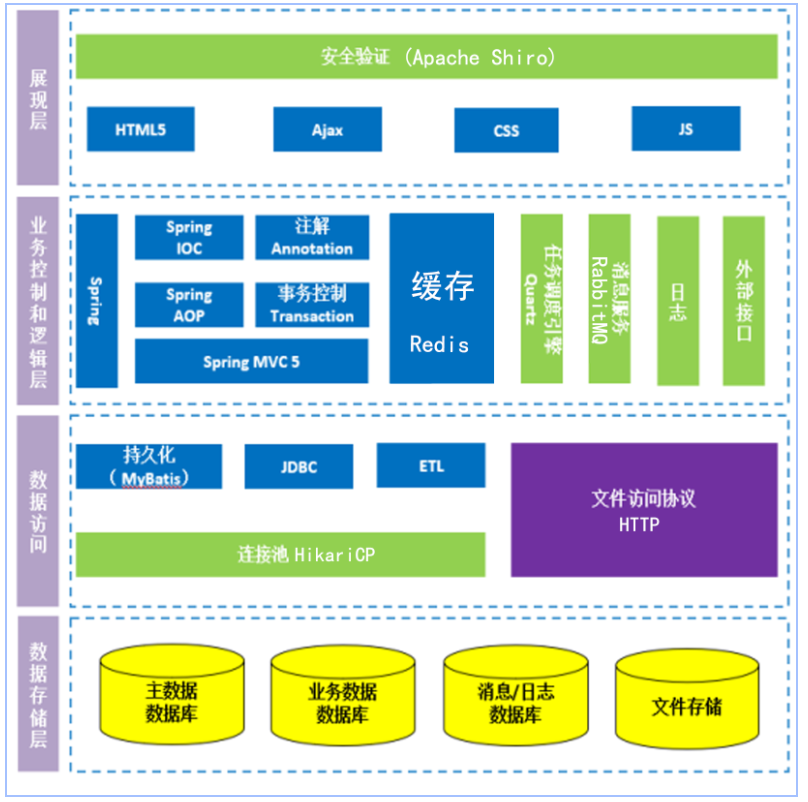 展现层
安全验证 (Apache Shiro)
HTML5
Ajax
CSS
JS
业务控制和逻辑层
Spring
Spring
IOC
注解
Annotation
Spring
AOP
事务控制
Transaction
Spring MVC 5
缓存
Redis
任务调度引擎
Quartz
消息服务
RabbitMQ
日志
外部接口
数据访问
持久化
( MyBatis)
JDBC
ETL
连接池 HikariCP
文件访问协议
HTTP
数据存储层
主数据
数据库
业务数据
数据库
消息/日志
数据库
文件存储